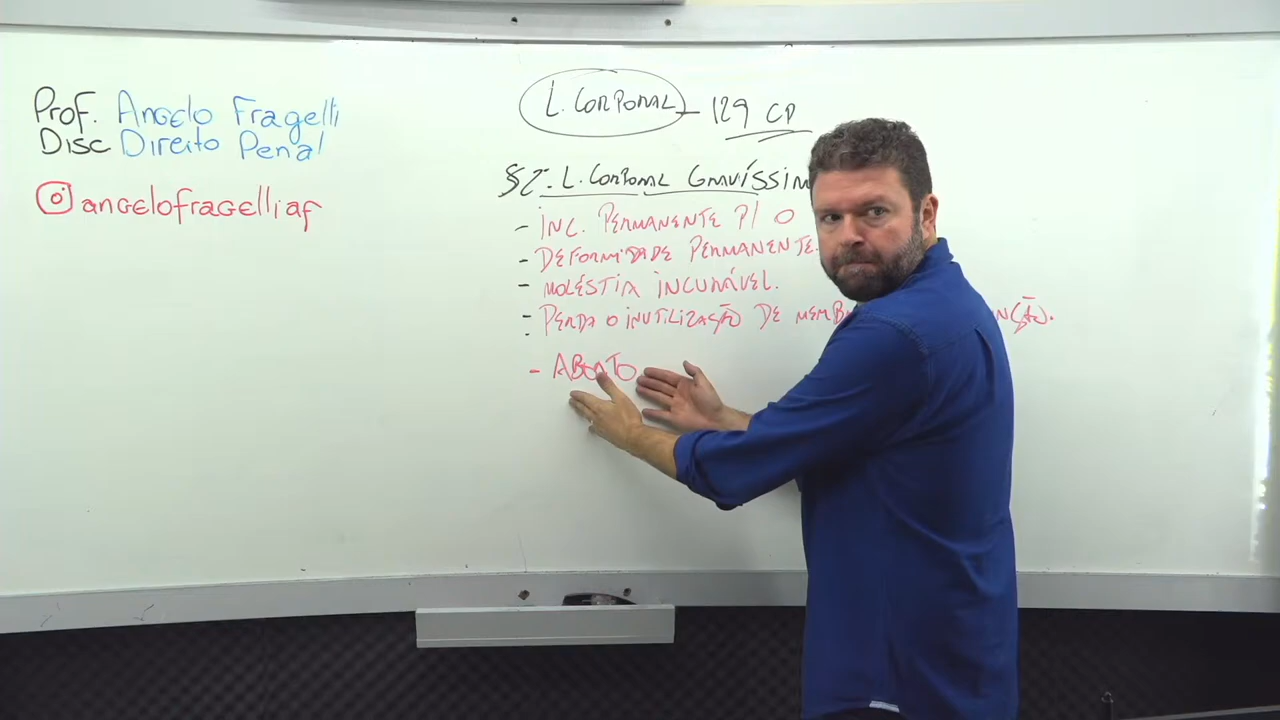 Prof. Angelo Fragelli
Disc Direito Penal
angelofragelliaf
L. CORPORAL - 129 CP
§2º. L. CORPORAL GRAVÍSSIM
- INC. PERMANENTE P/ O
- DEFORMIDADE PERMANENTE.
- MOLÉSTIA INCURÁVEL.
- PERDA O INUTILIZAÇÃO DE MEMB NÇÃO.
- ABORTO